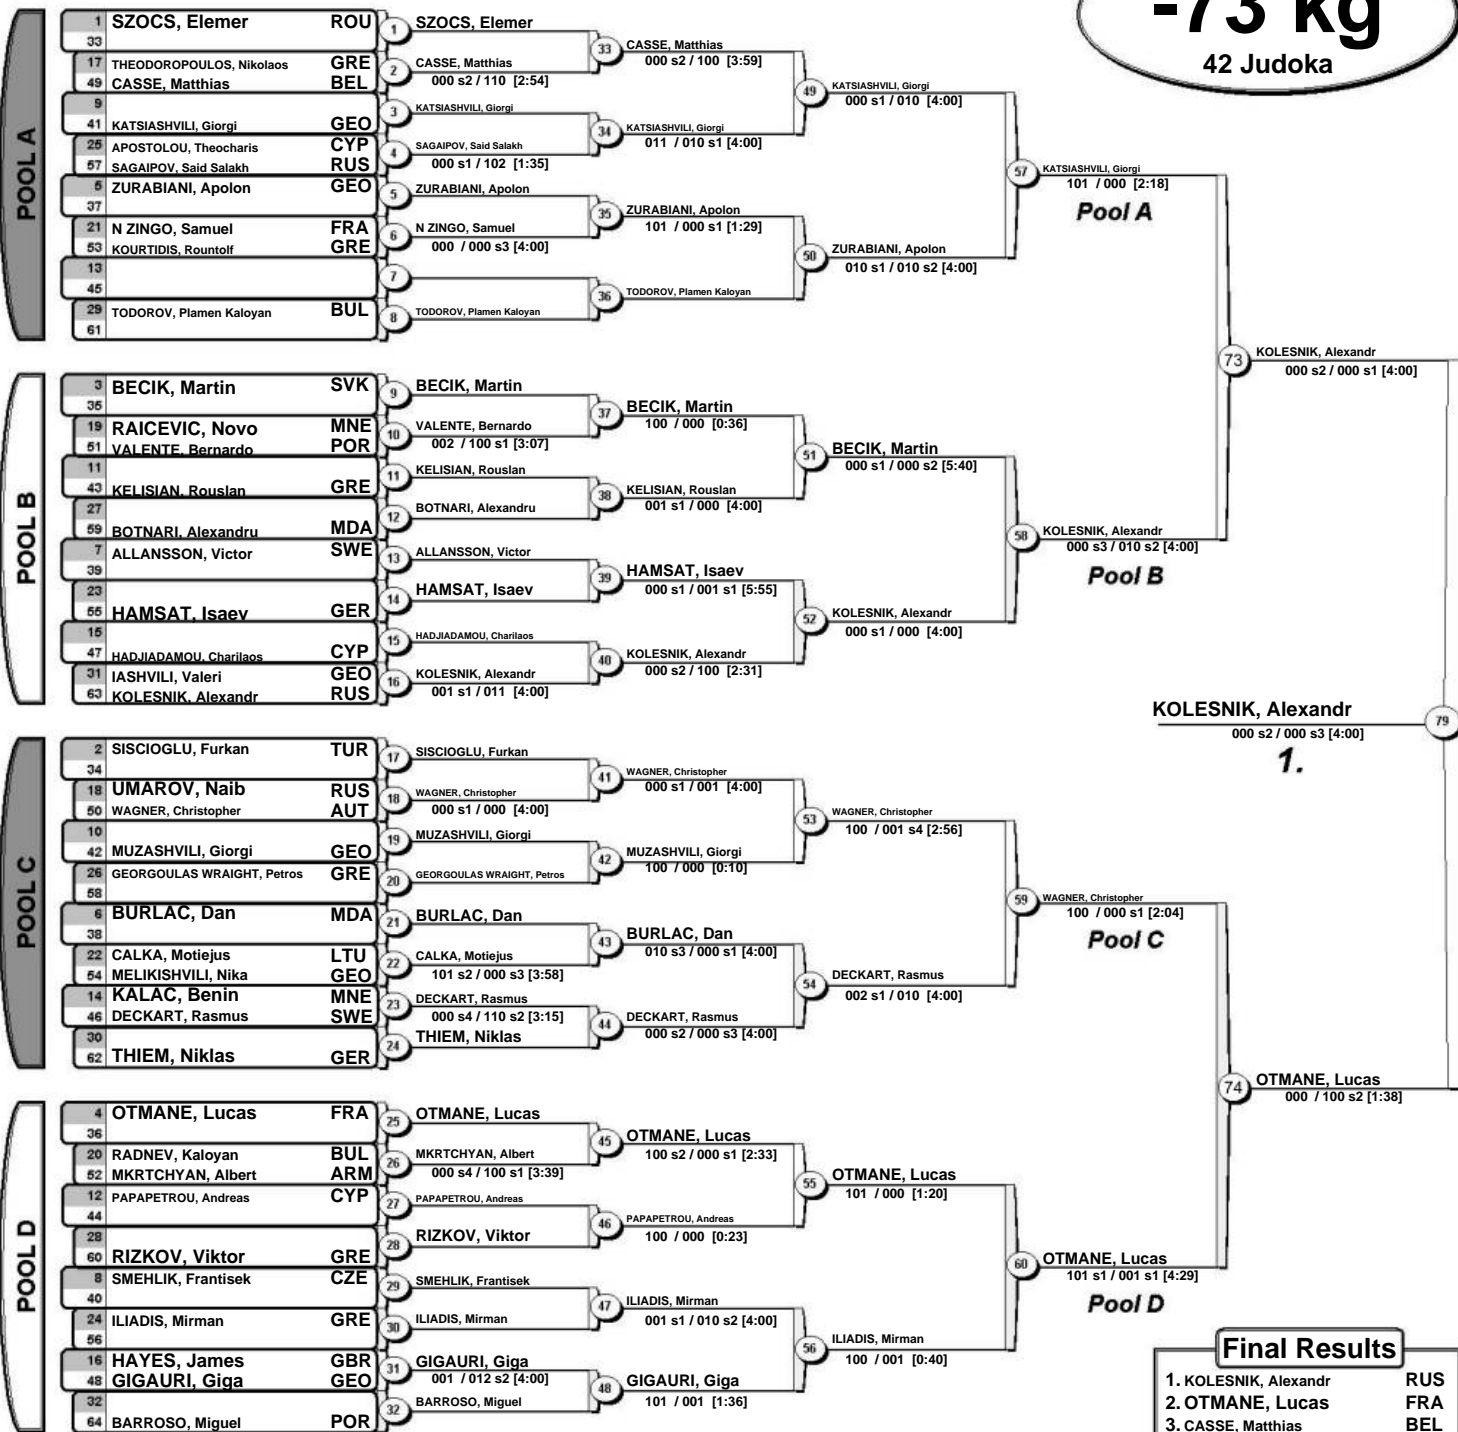 -73 kg
42 Judoka
POOL A
1 SZOCS, Elemer ROU
33
17 THEODOROPOULOS, Nikolaos GRE
49 CASSE, Matthias BEL
9
41 KATSIASHVILI, Giorgi GEO
25 APOSTOLOU, Theocharis CYP
57 SAGAIPOV, Said Salakh RUS
5 ZURABIANI, Apolon GEO
37
21 N ZINGO, Samuel FRA
53 KOURTIDIS, Rountolf GRE
13
45
29 TODOROV, Plamen Kaloyan BUL
61
1 SZOCS, Elemer
2 CASSE, Matthias
000 s2 / 110 [2:54]
3 KATSIASHVILI, Giorgi
4 SAGAIPOV, Said Salakh
000 s1 / 102 [1:35]
5 ZURABIANI, Apolon
6 N ZINGO, Samuel
000 / 000 s3 [4:00]
7
8 TODOROV, Plamen Kaloyan
33 CASSE, Matthias
000 s2 / 100 [3:59]
34 KATSIASHVILI, Giorgi
011 / 010 s1 [4:00]
35 ZURABIANI, Apolon
101 / 000 s1 [1:29]
36 TODOROV, Plamen Kaloyan
49 KATSIASHVILI, Giorgi
000 s1 / 010 [4:00]
50 ZURABIANI, Apolon
010 s1 / 010 s2 [4:00]
57 KATSIASHVILI, Giorgi
101 / 000 [2:18]
Pool A
POOL B
3 BECIK, Martin SVK
35
19 RAICEVIC, Novo MNE
51 VALENTE, Bernardo POR
11
43 KELISIAN, Rouslan GRE
27
59 BOTNARI, Alexandru MDA
7 ALLANSSON, Victor SWE
39
23
55 HAMSAT, Isaev GER
15
47 HADJIADAMOU, Charilaos CYP
31 IASHVILI, Valeri GEO
63 KOLESNIK, Alexandr RUS
9 BECIK, Martin
10 VALENTE, Bernardo
002 / 100 s1 [3:07]
11 KELISIAN, Rouslan
12 BOTNARI, Alexandru
13 ALLANSSON, Victor
14 HAMSAT, Isaev
15 HADJIADAMOU, Charilaos
16 KOLESNIK, Alexandr
001 s1 / 011 [4:00]
37 BECIK, Martin
100 / 000 [0:36]
38 KELISIAN, Rouslan
001 s1 / 000 [4:00]
39 HAMSAT, Isaev
000 s1 / 001 s1 [5:55]
40 KOLESNIK, Alexandr
000 s2 / 100 [2:31]
51 BECIK, Martin
000 s1 / 000 s2 [5:40]
52 KOLESNIK, Alexandr
000 s1 / 000 [4:00]
58 KOLESNIK, Alexandr
000 s3 / 010 s2 [4:00]
Pool B
73 KOLESNIK, Alexandr
000 s2 / 000 s1 [4:00]
KOLESNIK, Alexandr 79
000 s2 / 000 s3 [4:00]
1.
POOL C
2 SISCIOGLU, Furkan TUR
34
18 UMAROV, Naib RUS
50 WAGNER, Christopher AUT
10
42 MUZASHVILI, Giorgi GEO
26 GEORGOULAS WRAIGHT, Petros GRE
58
6 BURLAC, Dan MDA
38
22 CALKA, Motiejus LTU
54 MELIKISHVILI, Nika GEO
14 KALAC, Benin MNE
46 DECKART, Rasmus SWE
30
62 THIEM, Niklas GER
17 SISCIOGLU, Furkan
18 WAGNER, Christopher
000 s1 / 000 [4:00]
19 MUZASHVILI, Giorgi
20 GEORGOULAS WRAIGHT, Petros
21 BURLAC, Dan
22 CALKA, Motiejus
101 s2 / 000 s3 [3:58]
23 DECKART, Rasmus
000 s4 / 110 s2 [3:15]
24 THIEM, Niklas
41 WAGNER, Christopher
000 s1 / 001 [4:00]
42 MUZASHVILI, Giorgi
100 / 000 [0:10]
43 BURLAC, Dan
010 s3 / 000 s1 [4:00]
44 DECKART, Rasmus
000 s2 / 000 s3 [4:00]
53 WAGNER, Christopher
100 / 001 s4 [2:56]
54 DECKART, Rasmus
002 s1 / 010 [4:00]
59 WAGNER, Christopher
100 / 000 s1 [2:04]
Pool C
74 OTMANE, Lucas
000 / 100 s2 [1:38]
POOL D
4 OTMANE, Lucas FRA
36
20 RADNEV, Kaloyan BUL
52 MKRTCHYAN, Albert ARM
12 PAPAPETROU, Andreas CYP
44
28
60 RIZKOV, Viktor GRE
8 SMEHLIK, Frantisek CZE
40
24 ILIADIS, Mirman GRE
56
16 HAYES, James GBR
48 GIGAURI, Giga GEO
32
64 BARROSO, Miguel POR
25 OTMANE, Lucas
26 MKRTCHYAN, Albert
000 s4 / 100 s1 [3:39]
27 PAPAPETROU, Andreas
28 RIZKOV, Viktor
29 SMEHLIK, Frantisek
30 ILIADIS, Mirman
31 GIGAURI, Giga
001 / 012 s2 [4:00]
32 BARROSO, Miguel
45 OTMANE, Lucas
100 s2 / 000 s1 [2:33]
46 PAPAPETROU, Andreas
100 / 000 [0:23]
47 ILIADIS, Mirman
001 s1 / 010 s2 [4:00]
48 GIGAURI, Giga
101 / 001 [1:36]
55 OTMANE, Lucas
101 / 000 [1:20]
56 ILIADIS, Mirman
100 / 001 [0:40]
60 OTMANE, Lucas
101 s1 / 001 s1 [4:29]
Pool D
Final Results
1. KOLESNIK, Alexandr RUS
2. OTMANE, Lucas FRA
3. CASSE, Matthias BEL